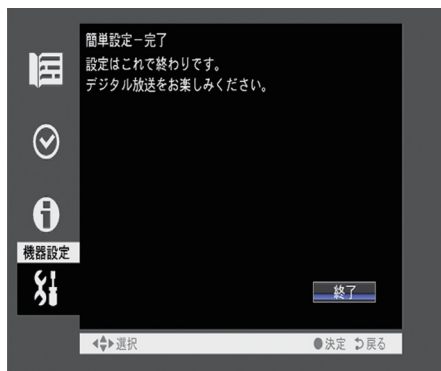 簡単設定－完了
設定はこれで終わりです。
デジタル放送をお楽しみください。
機器設定
終了
選択
●決定 戻る